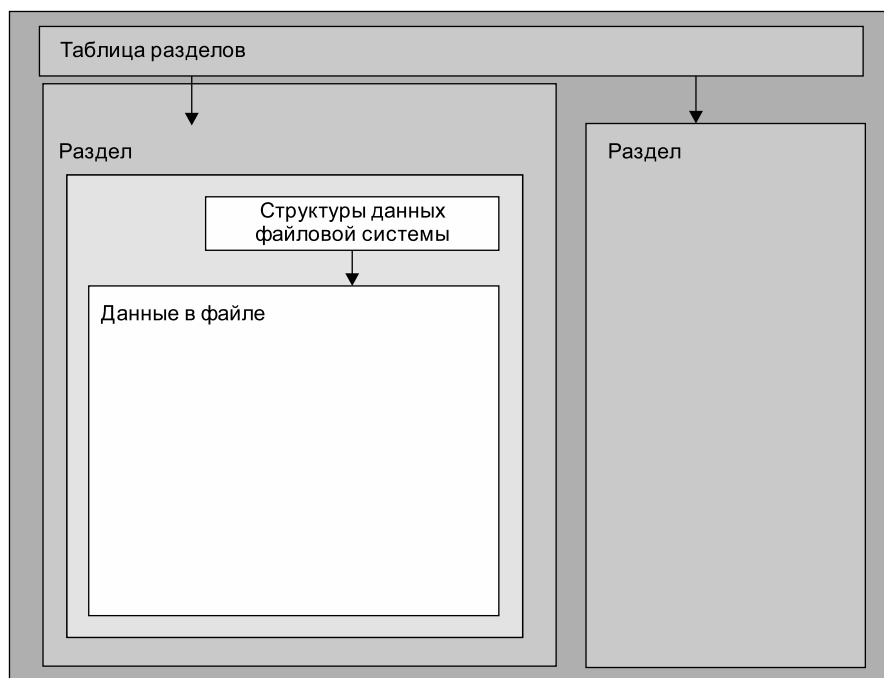 Таблица разделов
Раздел
Раздел
Структуры данных
файловой системы
Данные в файле